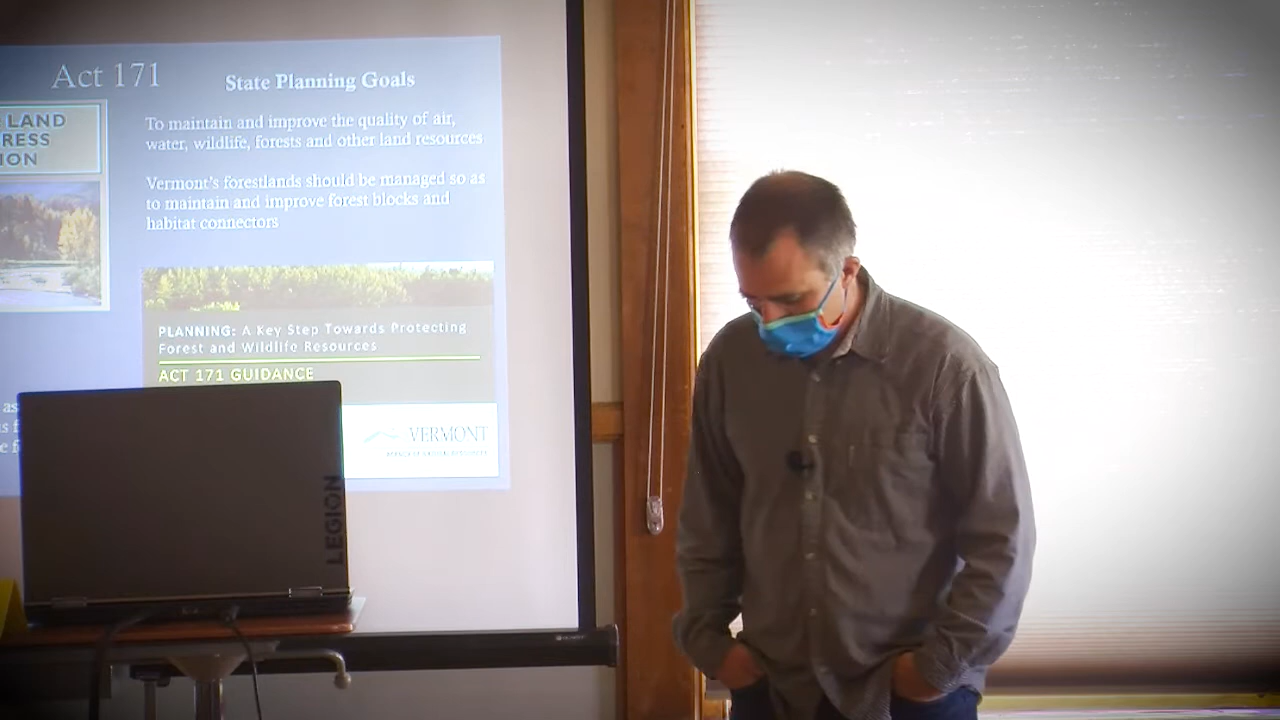 Act 171
State Planning Goals
LAND
RESS
ION
To maintain and improve the quality of air,
water, wildlife, forests and other land resources
Vermont's forestlands should be managed so as
to maintain and improve forest blocks and
habitat connectors
PLANNING: A Key Step Towards Protecting
Forest and Wildlife Resources
ACT 171 GUIDANCE
as
VERMONT
LEGION